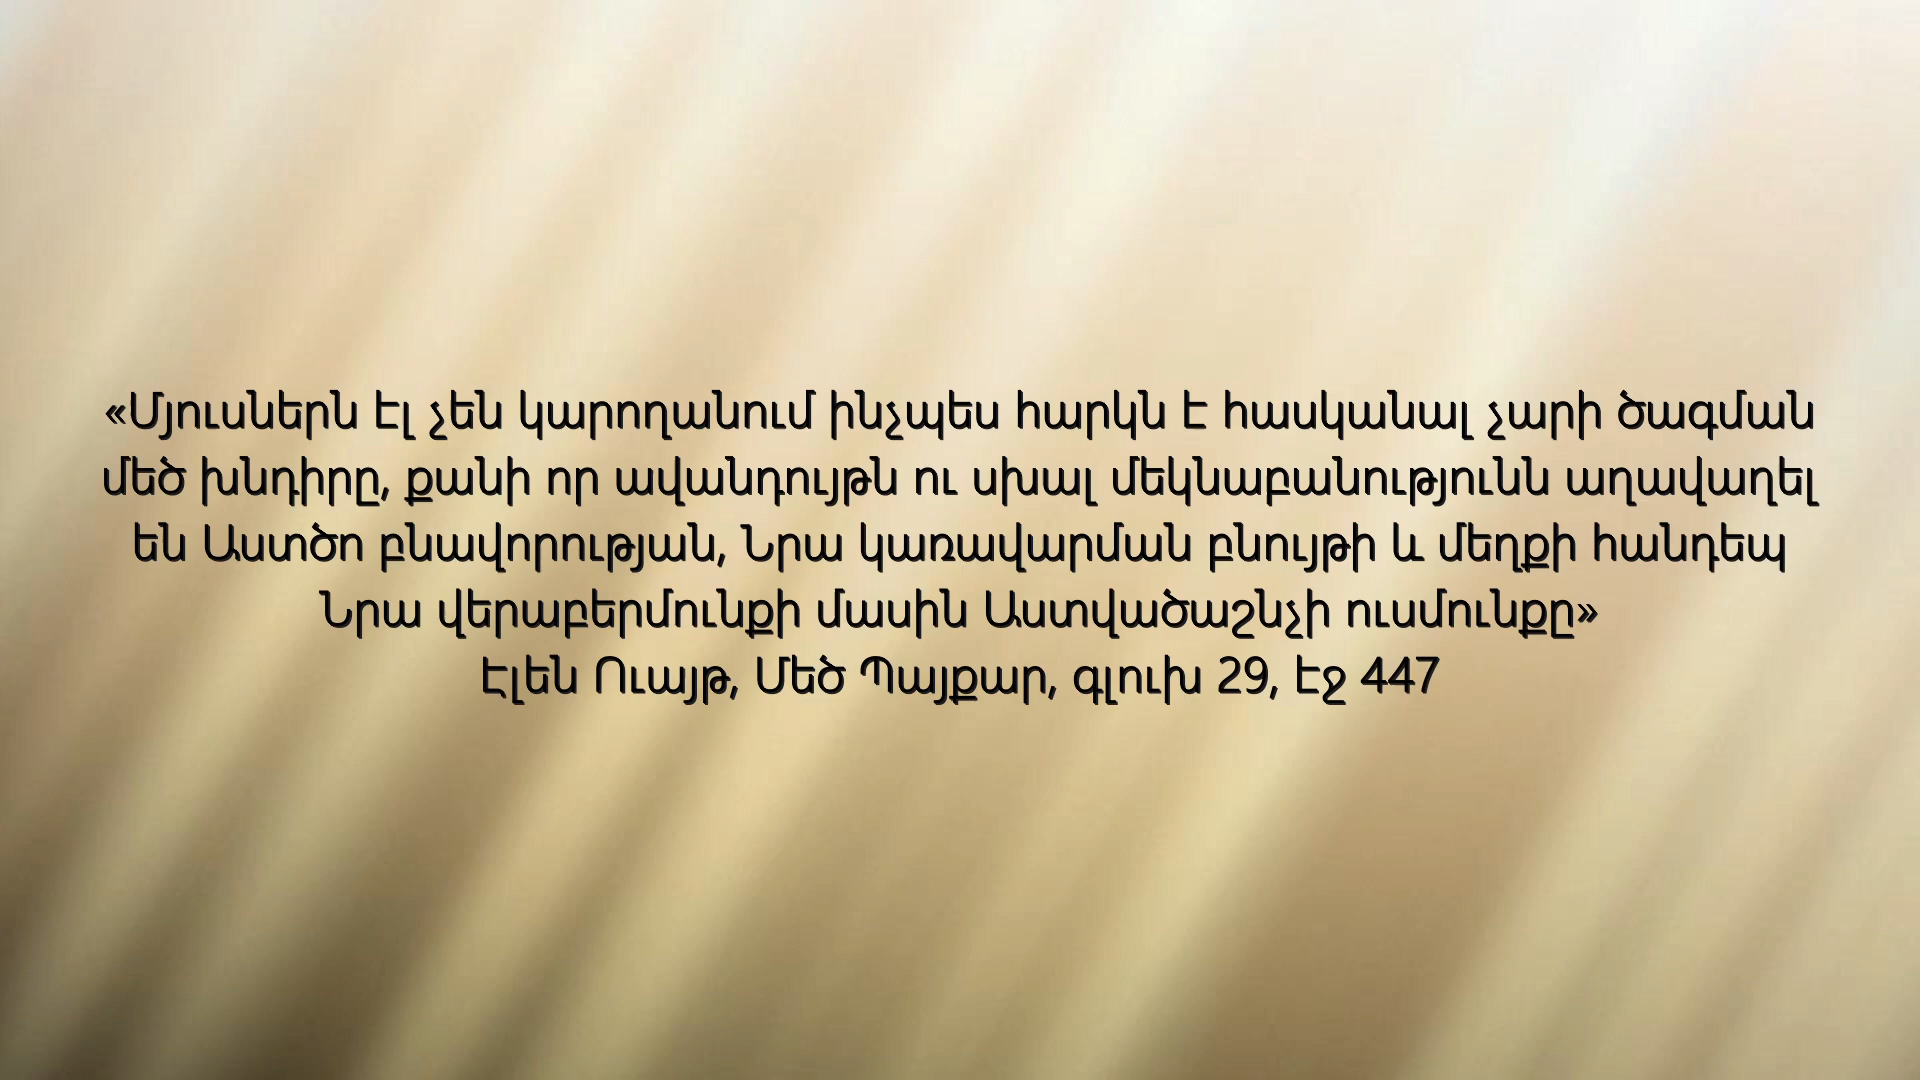 «Մյուսներն էլ չեն կարողանում ինչպես հարկն է հասկանալ չարի ծագման
մեծ խնդիրը, քանի որ ավանդույթն ու սխալ մեկնաբանությունն աղավաղել
են Աստծո բնավորության, Նրա կառավարման բնույթի և մեղքի հանդեպ
Նրա վերաբերմունքի մասին Աստվածաշնչի ուսմունքը»
Էլեն Ուայթ, Մեծ Պայքար, գլուխ 29, էջ 447